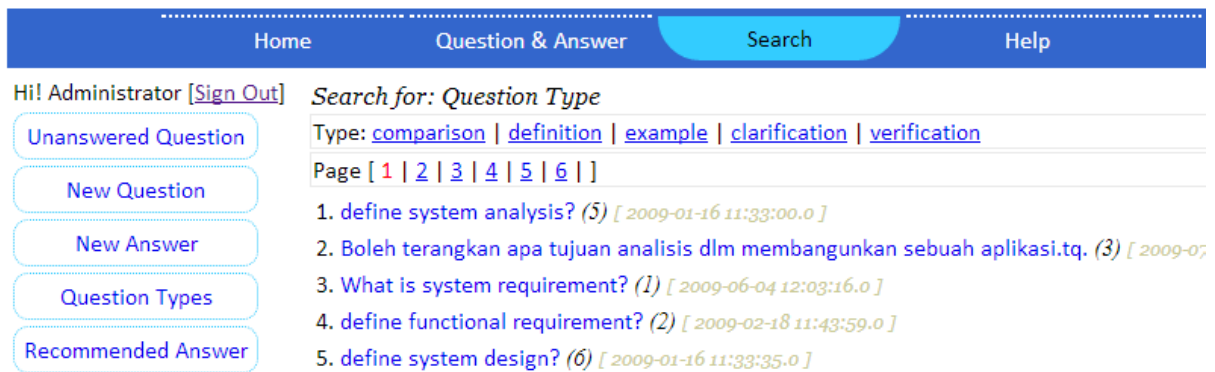 Home Question & Answer Search Help
Hi! Administrator [Sign Out]
Unanswered Question
New Question
New Answer
Question Types
Recommended Answer
Search for: Question Type
Type: comparison | definition | example | clarification | verification
Page [ 1 | 2 | 3 | 4 | 5 | 6 | ]
1. define system analysis? (5) [ 2009-01-16 11:33:00.0 ]
2. Boleh terangkan apa tujuan analisis dlm membangunkan sebuah aplikasi.tq. (3) [ 2009-07
3. What is system requirement? (1) [ 2009-06-04 12:03:16.0 ]
4. define functional requirement? (2) [ 2009-02-18 11:43:59.0 ]
5. define system design? (6) [ 2009-01-16 11:33:35.0 ]